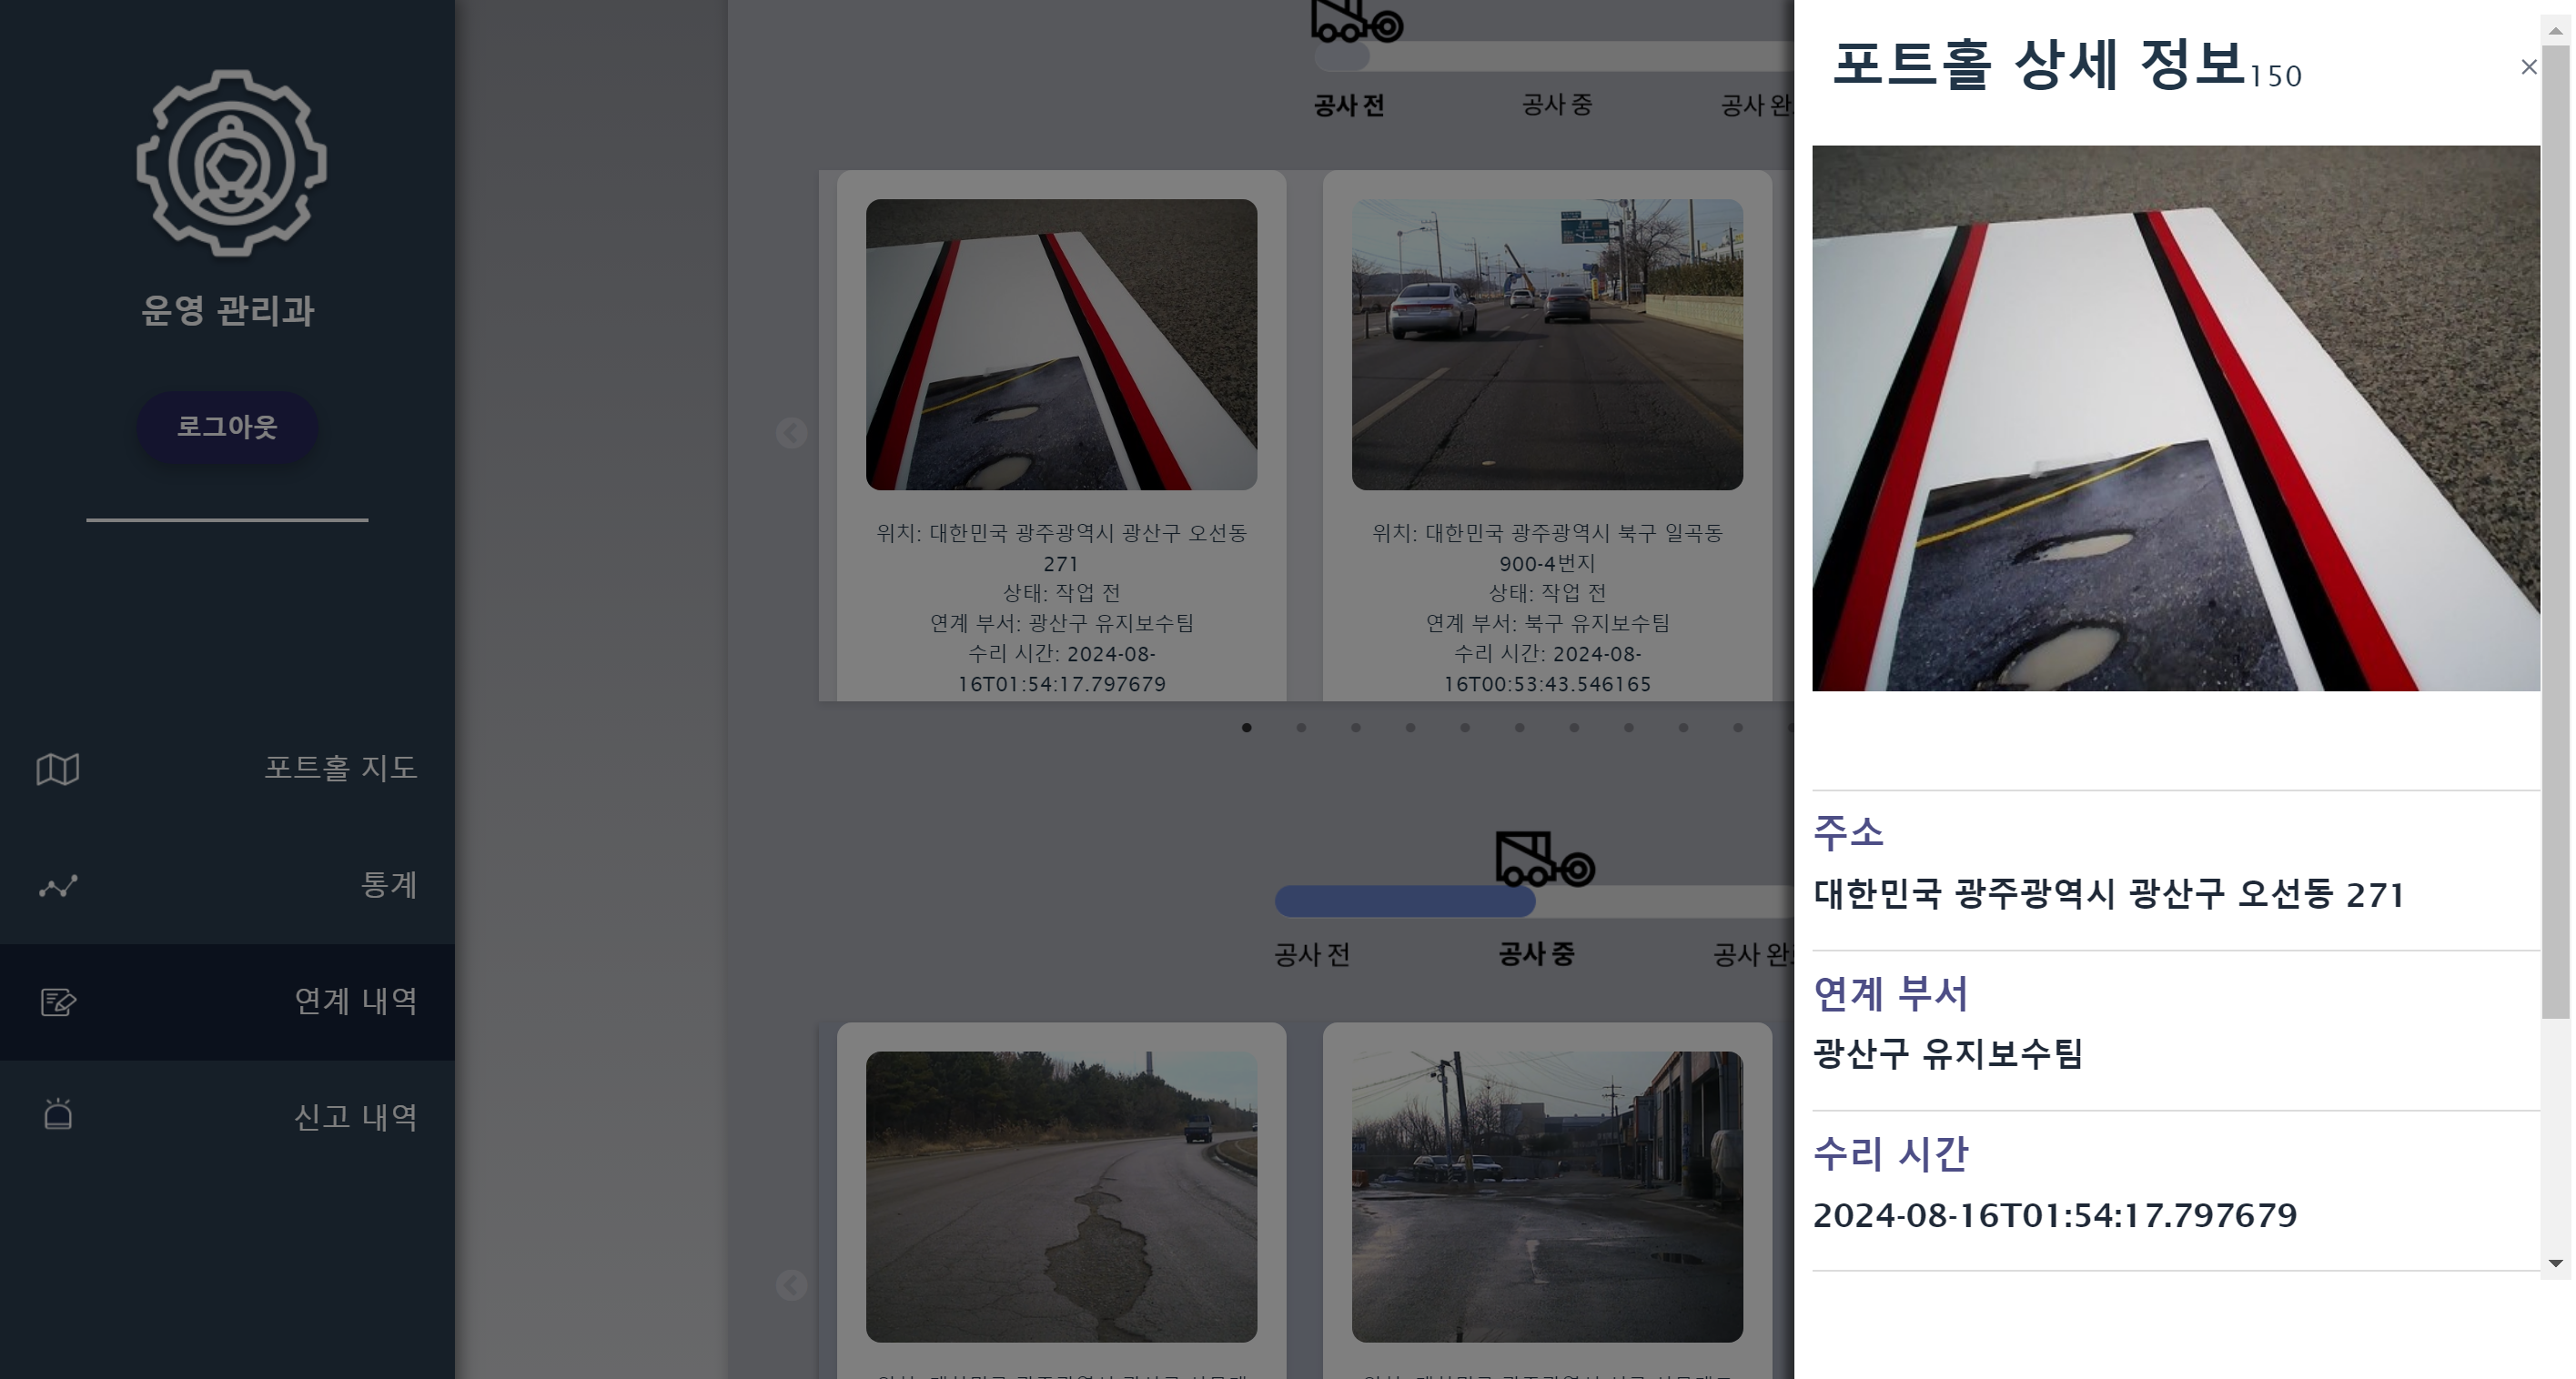 운영 관리과
로그아웃
포트홀 지도
통계
연계 내역
신고 내역
공사 전
공사 중
공사 완
위치: 대한민국 광주광역시 광산구 오선동
271
상태: 작업 전
연계 부서: 광산구 유지보수팀
수리 시간: 2024-08-
16T01:54:17.797679
위치: 대한민국 광주광역시 북구 일곡동
900-4번지
상태: 작업 전
연계 부서: 북구 유지보수팀
수리 시간: 2024-08-
16T00:53:43.546165
공사 전
공사 중
공사 완
포트홀 상세 정보150
×
주소
대한민국 광주광역시 광산구 오선동 271
연계 부서
광산구 유지보수팀
수리 시간
2024-08-16T01:54:17.797679